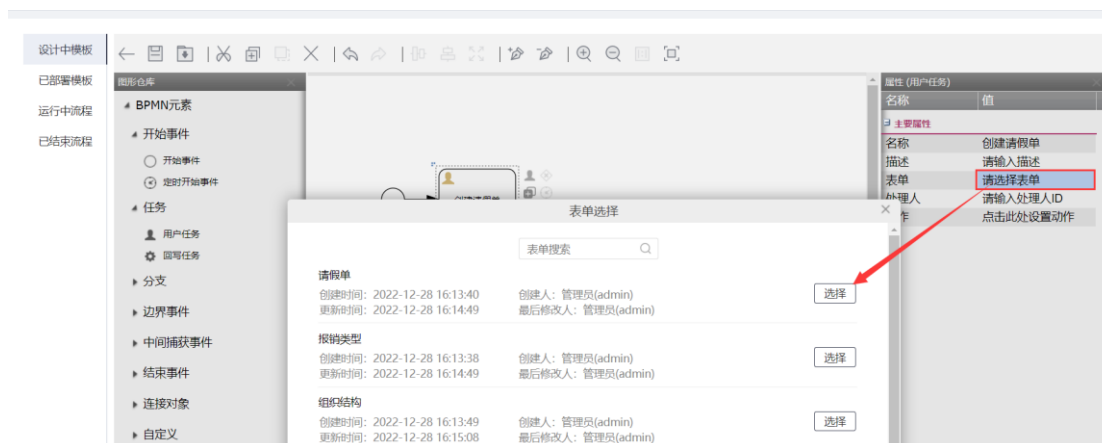 设计中模板
已部署模板
运行中流程
已结束流程
图形仓库
BPMN元素
开始事件
开始事件
定时开始事件
任务
用户任务
回写任务
分支
边界事件
中间捕获事件
结束事件
连接对象
自定义
创建请假单
属性 (用户任务)
名称 值
主要属性
名称 创建请假单
描述 请输入描述
表单 请选择表单
处理人 请输入处理人ID
作 点击此处设置动作
表单选择
表单搜索
请假单
创建时间：2022-12-28 16:13:40 创建人：管理员(admin)
更新时间：2022-12-28 16:14:49 最后修改人：管理员(admin)
选择
报销类型
创建时间：2022-12-28 16:13:38 创建人：管理员(admin)
更新时间：2022-12-28 16:14:49 最后修改人：管理员(admin)
选择
组织结构
创建时间：2022-12-28 16:13:49 创建人：管理员(admin)
更新时间：2022-12-28 16:15:08 最后修改人：管理员(admin)
选择